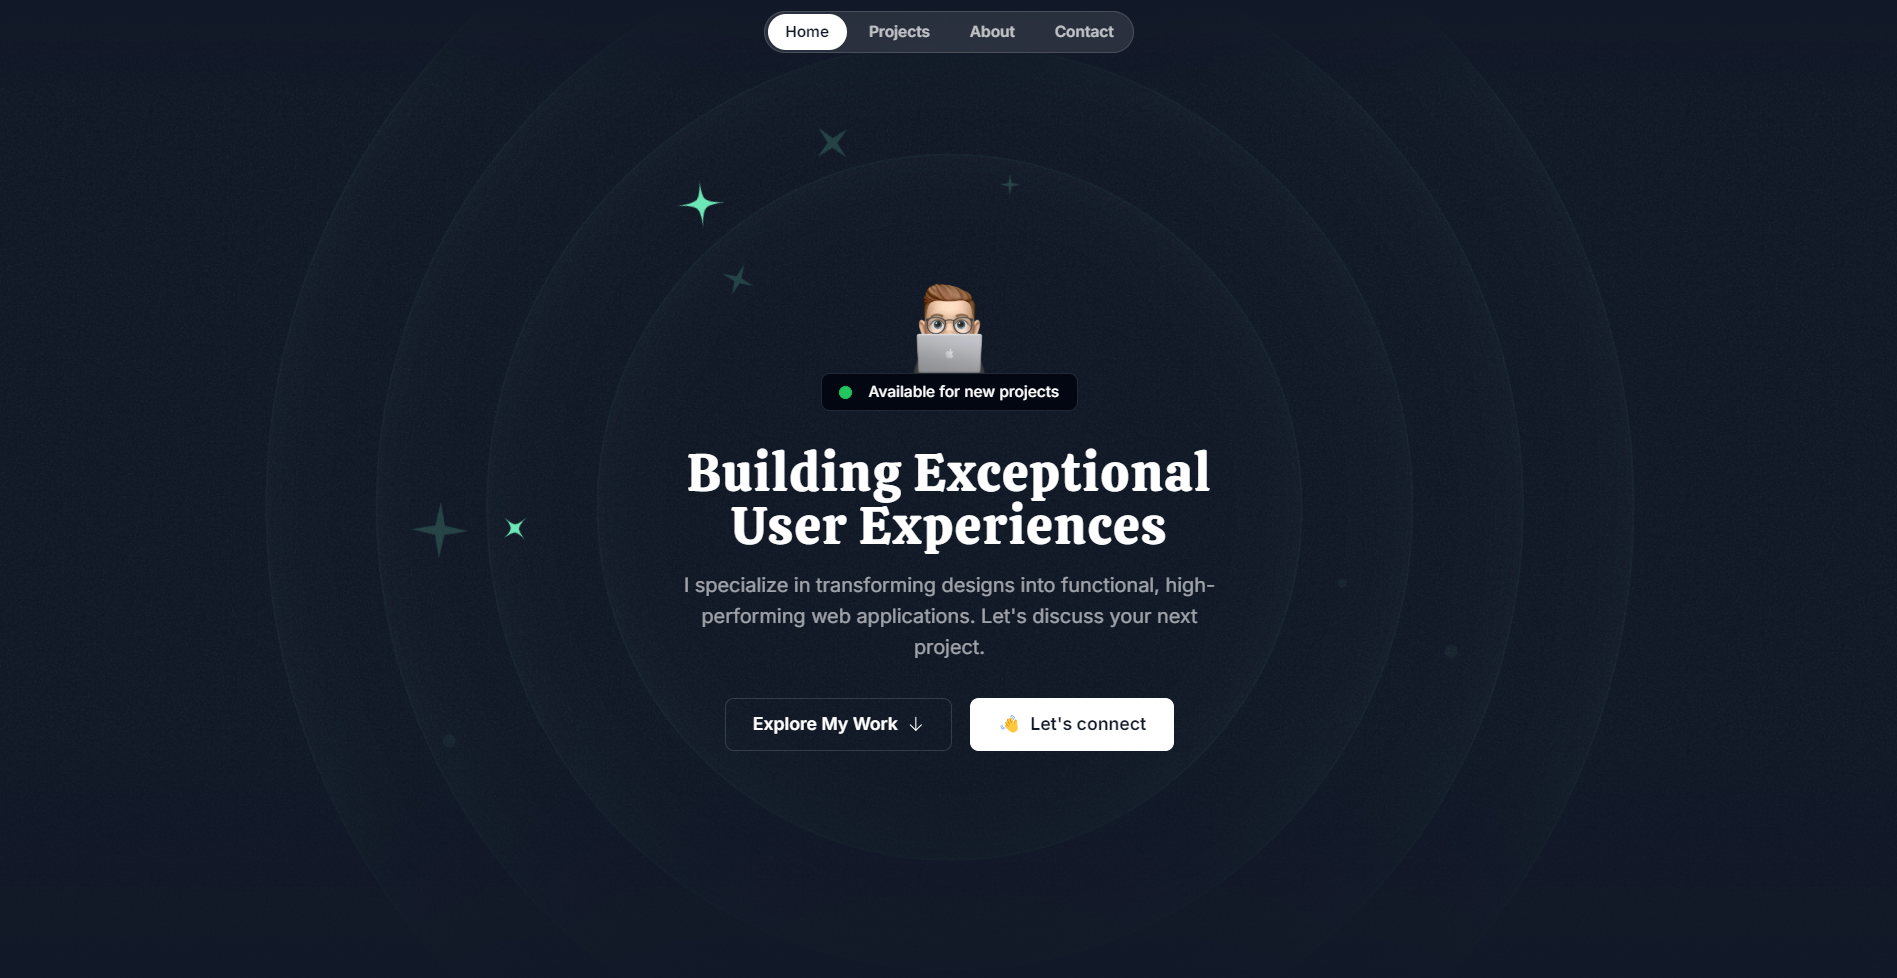 Home Projects About Contact
Available for new projects
Building Exceptional
User Experiences
I specialize in transforming designs into functional, high-
performing web applications. Let's discuss your next
project.
Explore My Work ↓ 👋 Let's connect